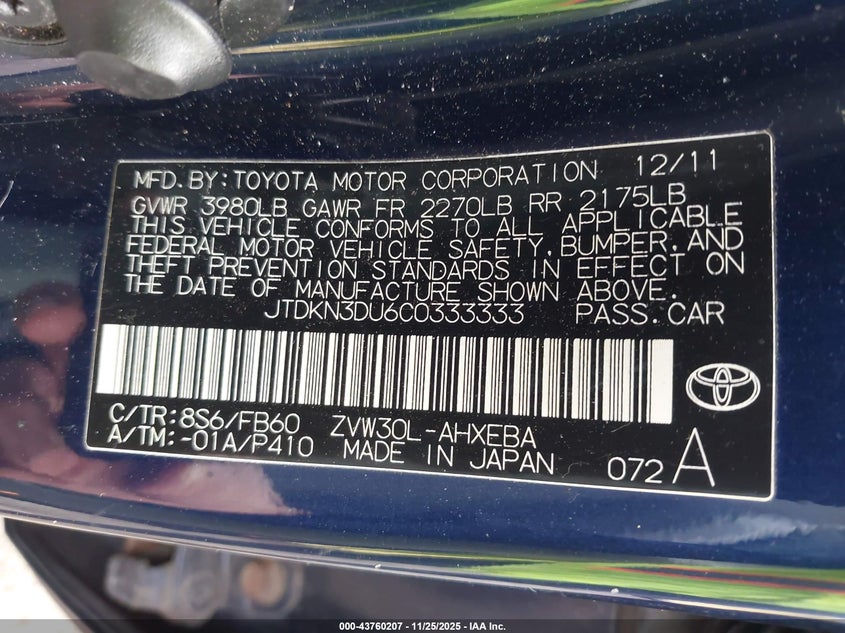 MFD.BY:TOYOTA MOTOR CORPORATION 12/11
GVWR 3980LB GAWR FR 2270LB RR 2175LB
THIS VEHICLE CONFORMS TO ALL APPLICABLE
FEDERAL MOTOR VEHICLE SAFETY,BUMPER,AND
THEFT PREVENTION STANDARDS IN EFFECT ON
THE DATE OF MANUFACTURE SHOWN ABOVE.
JTDKN3DU6C0333333 PASS.CAR
C/TR:8S6/FB60 ZVW30L-AHXEBA
A/TM:-01A/P410 MADE IN JAPAN 072 A
000-43760207 - 11/25/2025 - IAA Inc.